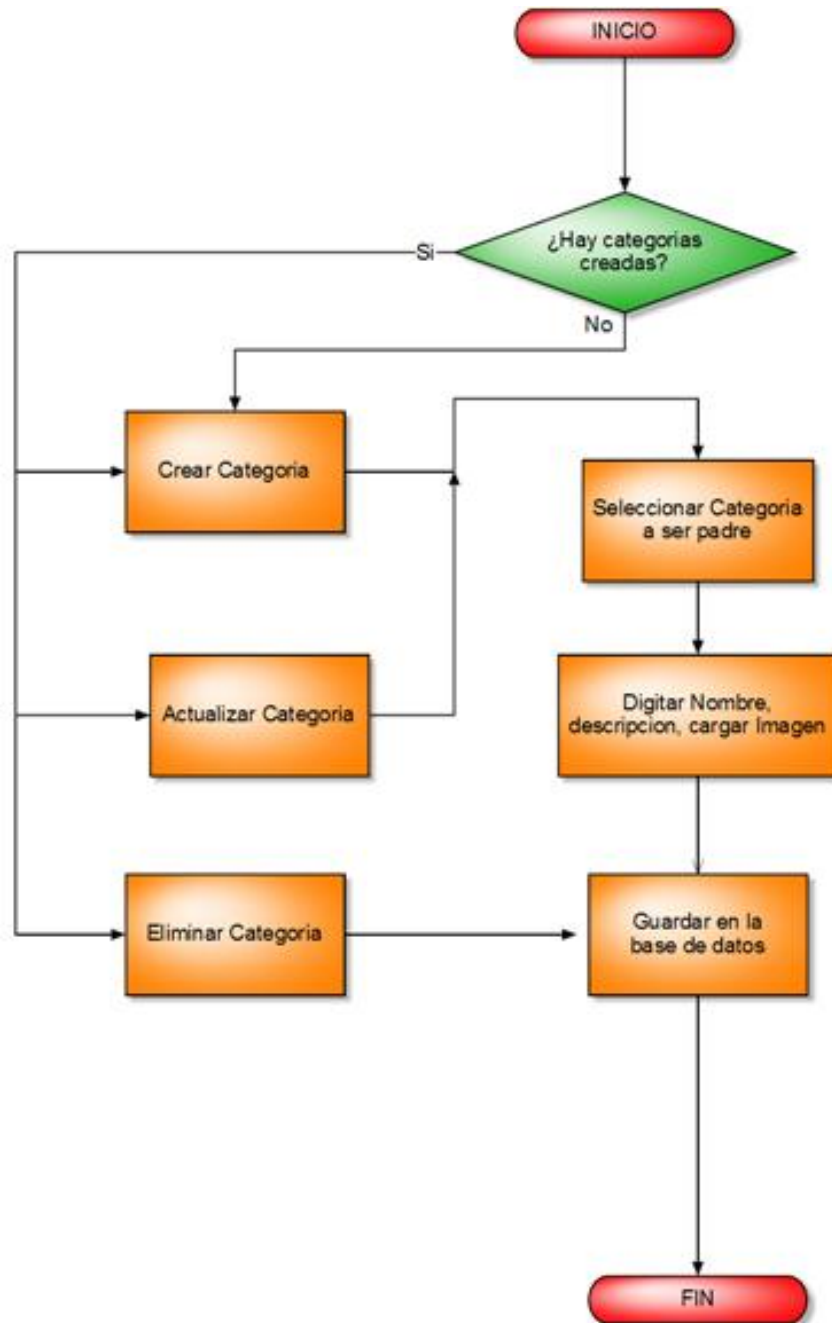 INICIO
¿Hay categorias
creadas?
Si
No
Crear Categoria
Seleccionar Categoria
a ser padre
Actualizar Categoria
Digitar Nombre,
descripcion, cargar Imagen
Eliminar Categoria
Guardar en la
base de datos
FIN